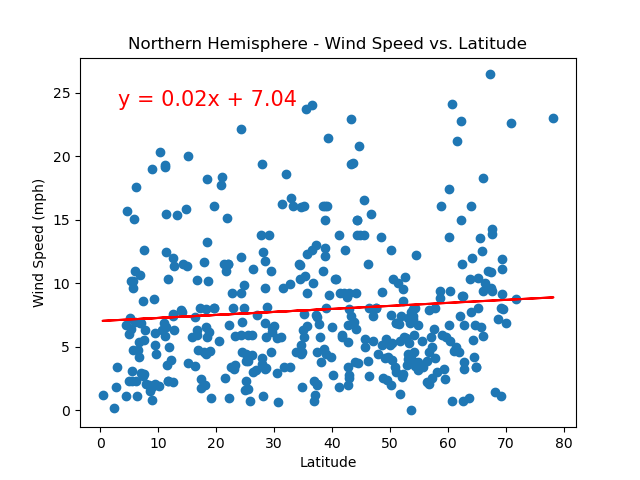 Northern Hemisphere - Wind Speed vs. Latitude
y = 0.02x + 7.04
Wind Speed (mph)
25
20
15
10
5
0
0 10 20 30 40 50 60 70 80
Latitude